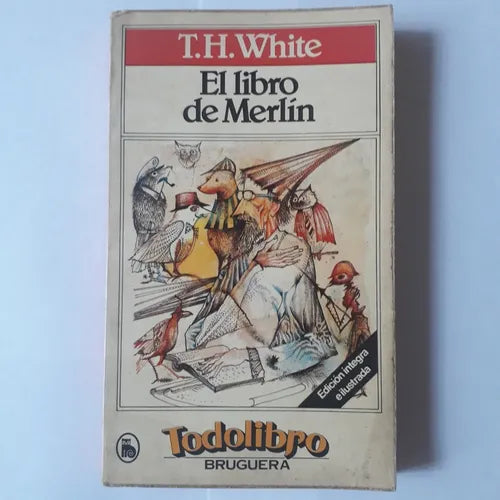 T.H.White
El libro
de Merlín
Edición íntegra
e ilustrada
Todolibro
BRUGUERA